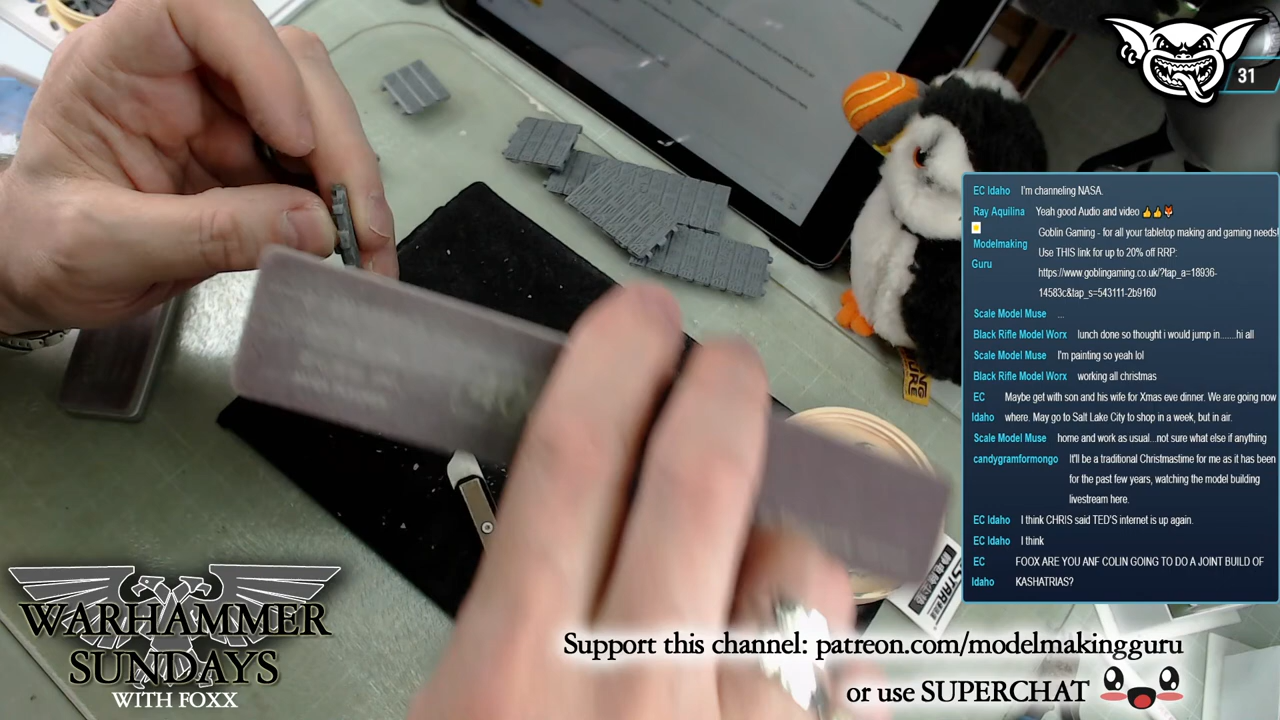 31
EC Idaho I'm channeling NASA.
Ray Aquilina Yeah good Audio and video 👍👍🦊
Modelmaking Guru Goblin Gaming - for all your tabletop making and gaming needs!
Use THIS link for up to 20% off RRP:
https://www.goblingaming.co.uk/?tap_a=18936-
14583c&tap_s=543111-2b9160
Scale Model Muse ...
Black Rifle Model Worx lunch done so thought i would jump in.......hi all
Scale Model Muse I'm painting so yeah lol
Black Rifle Model Worx working all christmas
EC Idaho Maybe get with son and his wife for Xmas eve dinner. We are going now
where. May go to Salt Lake City to shop in a week, but in air.
Scale Model Muse home and work as usual...not sure what else if anything
candygramformongo It'll be a traditional Christmastime for me as it has been
for the past few years, watching the model building
livestream here.
EC Idaho I think CHRIS said TED'S internet is up again.
EC Idaho I think
EC Idaho FOOX ARE YOU ANF COLIN GOING TO DO A JOINT BUILD OF
KASHATRIAS?
WARHAMMER
SUNDAYS
WITH FOXX
Support this channel: patreon.com/modelmakingguru
or use SUPERCHAT